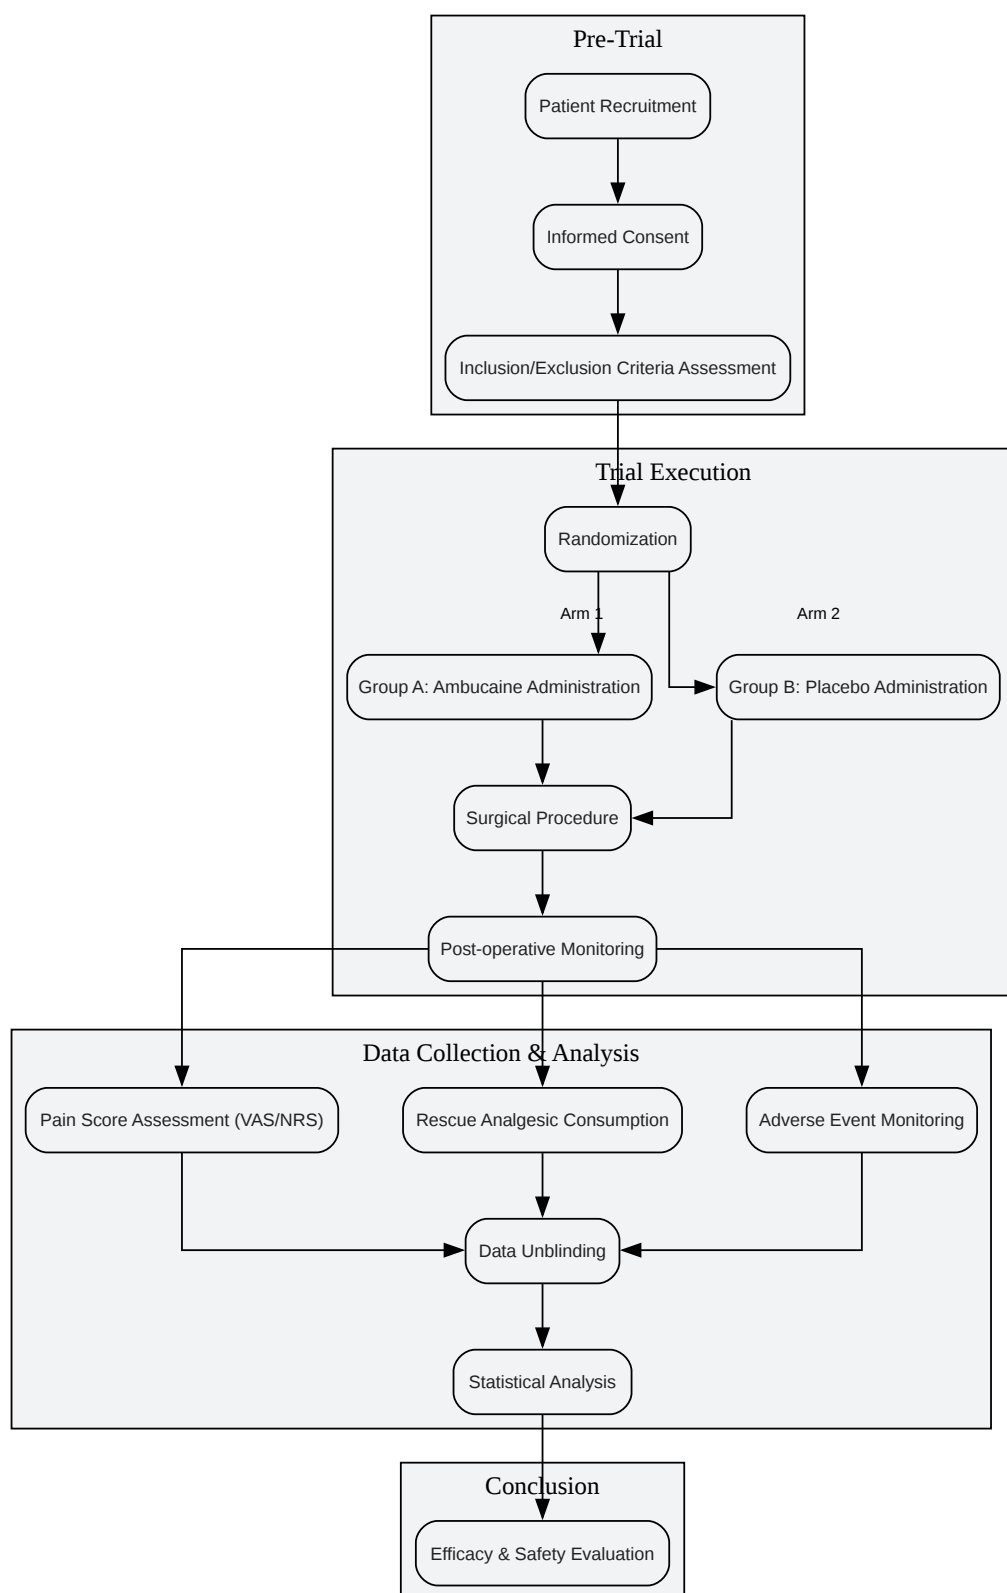 Pre-Trial
Patient Recruitment
Informed Consent
Inclusion/Exclusion Criteria Assessment
Trial Execution
Randomization
Arm 1
Arm 2
Group A: Ambucaine Administration
Group B: Placebo Administration
Surgical Procedure
Post-operative Monitoring
Data Collection & Analysis
Pain Score Assessment (VAS/NRS)
Rescue Analgesic Consumption
Adverse Event Monitoring
Data Unblinding
Statistical Analysis
Conclusion
Efficacy & Safety Evaluation